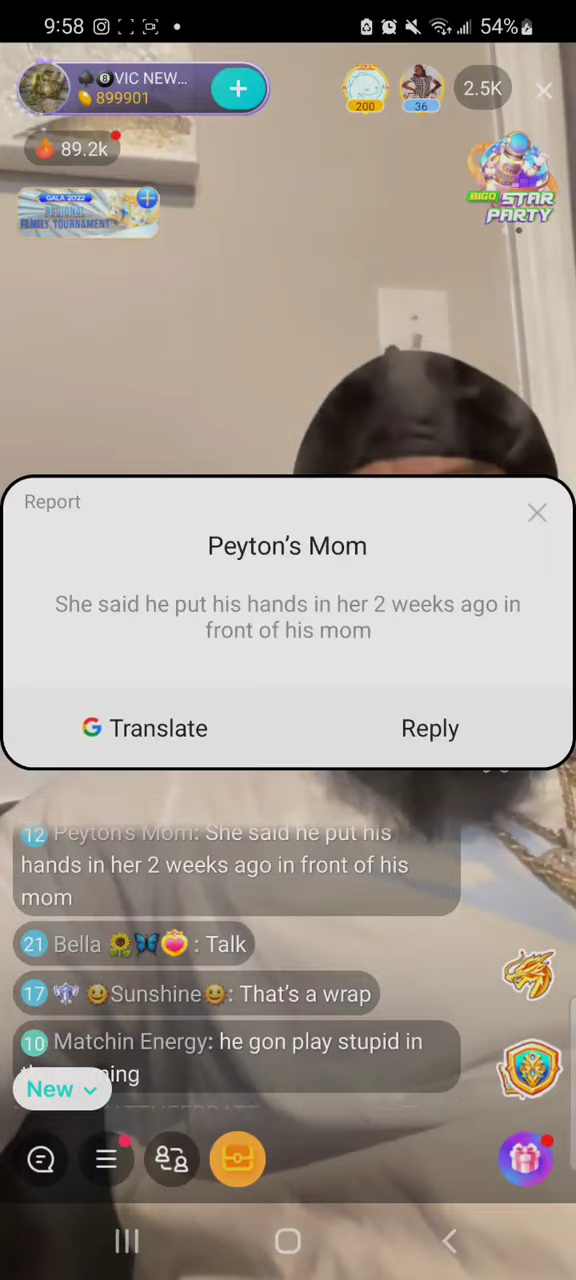 9:58
54%
♠️🎱VIC NEW...
899901
200
36
2.5K
89.2k
GALA 2022
REGIONAL
FAMILY TOURNAMENT
BIGO STAR
PARTY
Report
Peyton's Mom
She said he put his hands in her 2 weeks ago in
front of his mom
Translate
Reply
12 Peyton's Mom: She said he put his
hands in her 2 weeks ago in front of his
mom
21 Bella 🌻🦋💝 : Talk
17 🏆 🌞Sunshine🌞: That's a wrap
10 Matchin Energy: he gon play stupid in
New